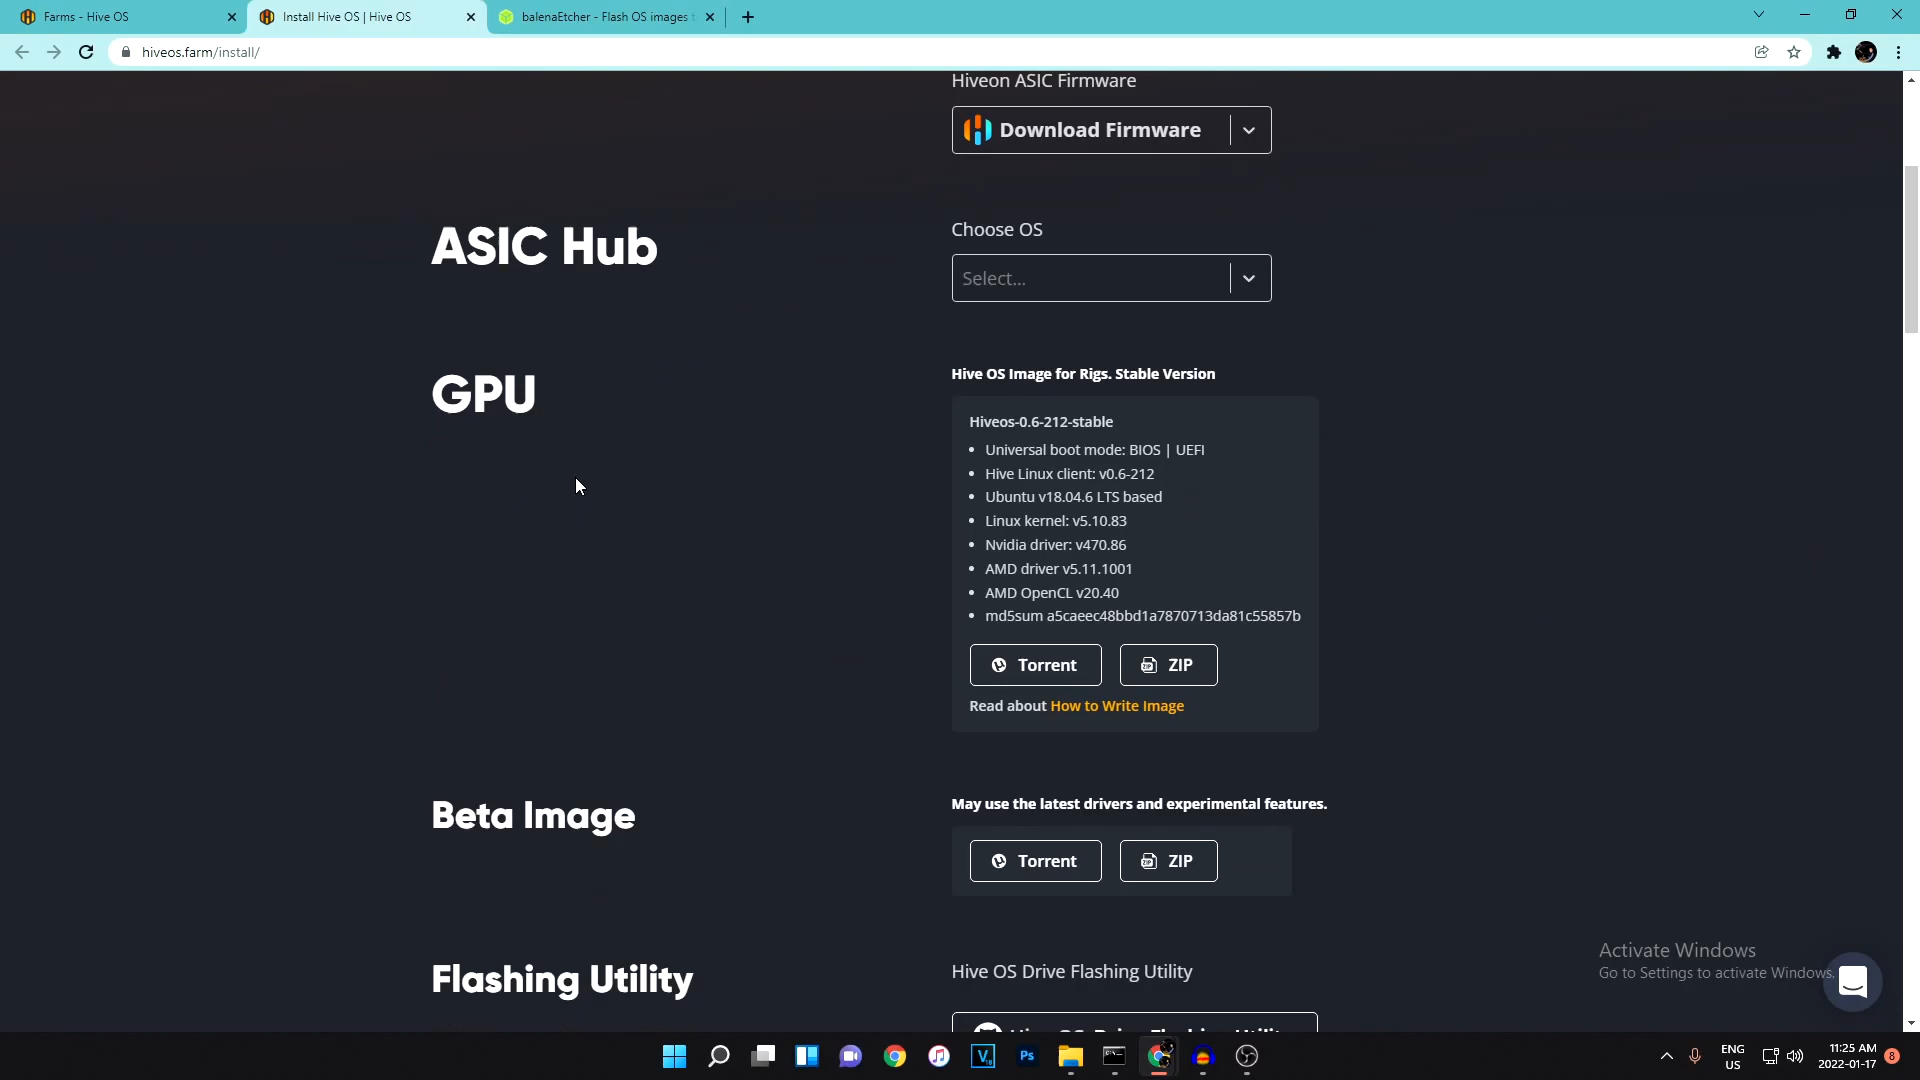 Farms - Hive OS
Install Hive OS | Hive OS
balenaEtcher - Flash OS images t
hiveos.farm/install/
Hiveon ASIC Firmware
Download Firmware
ASIC Hub
Choose OS
Select...
GPU
Hive OS Image for Rigs. Stable Version
Hiveos-0.6-212-stable
• Universal boot mode: BIOS | UEFI
• Hive Linux client: v0.6-212
• Ubuntu v18.04.6 LTS based
• Linux kernel: v5.10.83
• Nvidia driver: v470.86
• AMD driver v5.11.1001
• AMD OpenCL v20.40
• md5sum a5caeec48bbd1a7870713da81c55857b
Torrent
ZIP
Read about How to Write Image
Beta Image
May use the latest drivers and experimental features.
Torrent
ZIP
Flashing Utility
Hive OS Drive Flashing Utility
Activate Windows
Go to Settings to activate Windows.
Ps
ENG
US
11:25 AM
2022-01-17
8